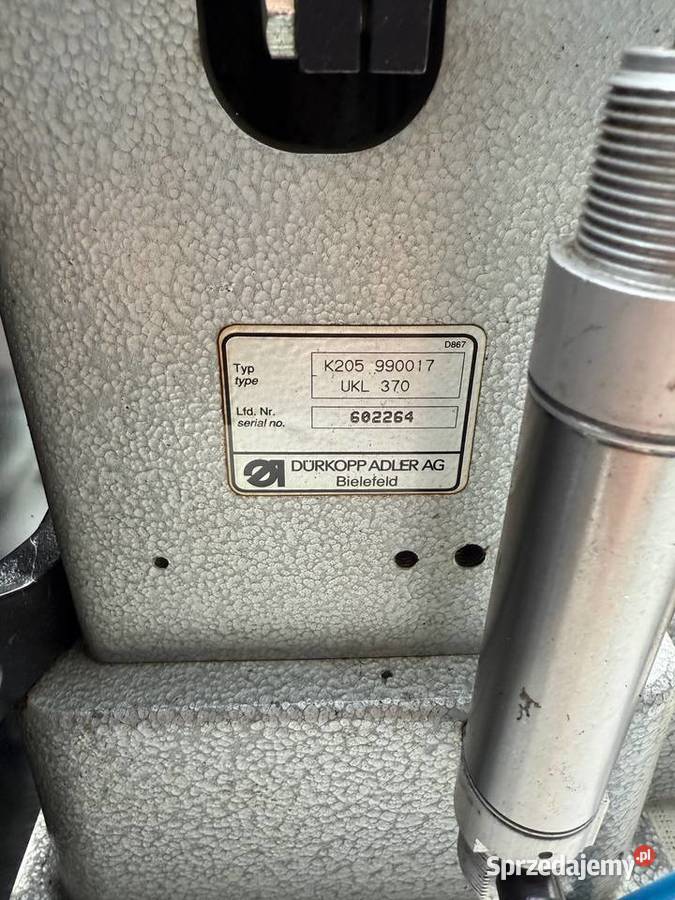 D867
Typ
type
K205 990017
UKL 370
Lfd. Nr.
serial no.
602264
DÜRKOPP ADLER AG
Bielefeld
Sprzedajemy.pl